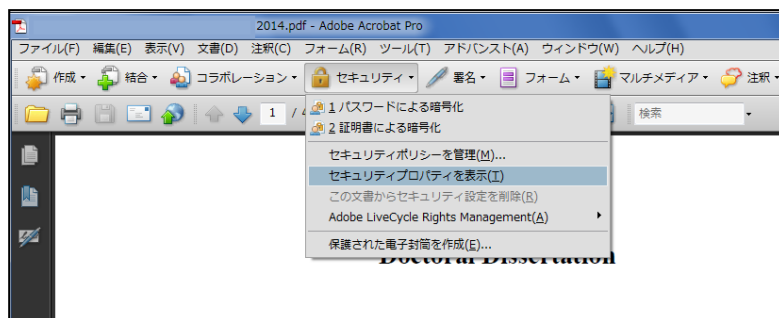 2014.pdf - Adobe Acrobat Pro
ファイル(F) 編集(E) 表示(V) 文書(D) 注釈(C) フォーム(R) ツール(T) アドバンスト(A) ウィンドウ(W) ヘルプ(H)
作成 結合 コラボレーション セキュリティ 署名 フォーム マルチメディア 注釈
1 / 検索
1 パスワードによる暗号化
2 証明書による暗号化
セキュリティポリシーを管理(M)...
セキュリティプロパティを表示(T)
この文書からセキュリティ設定を削除(R)
Adobe LiveCycle Rights Management(A)
保護された電子封筒を作成(E)...
Doctoral Dissertation